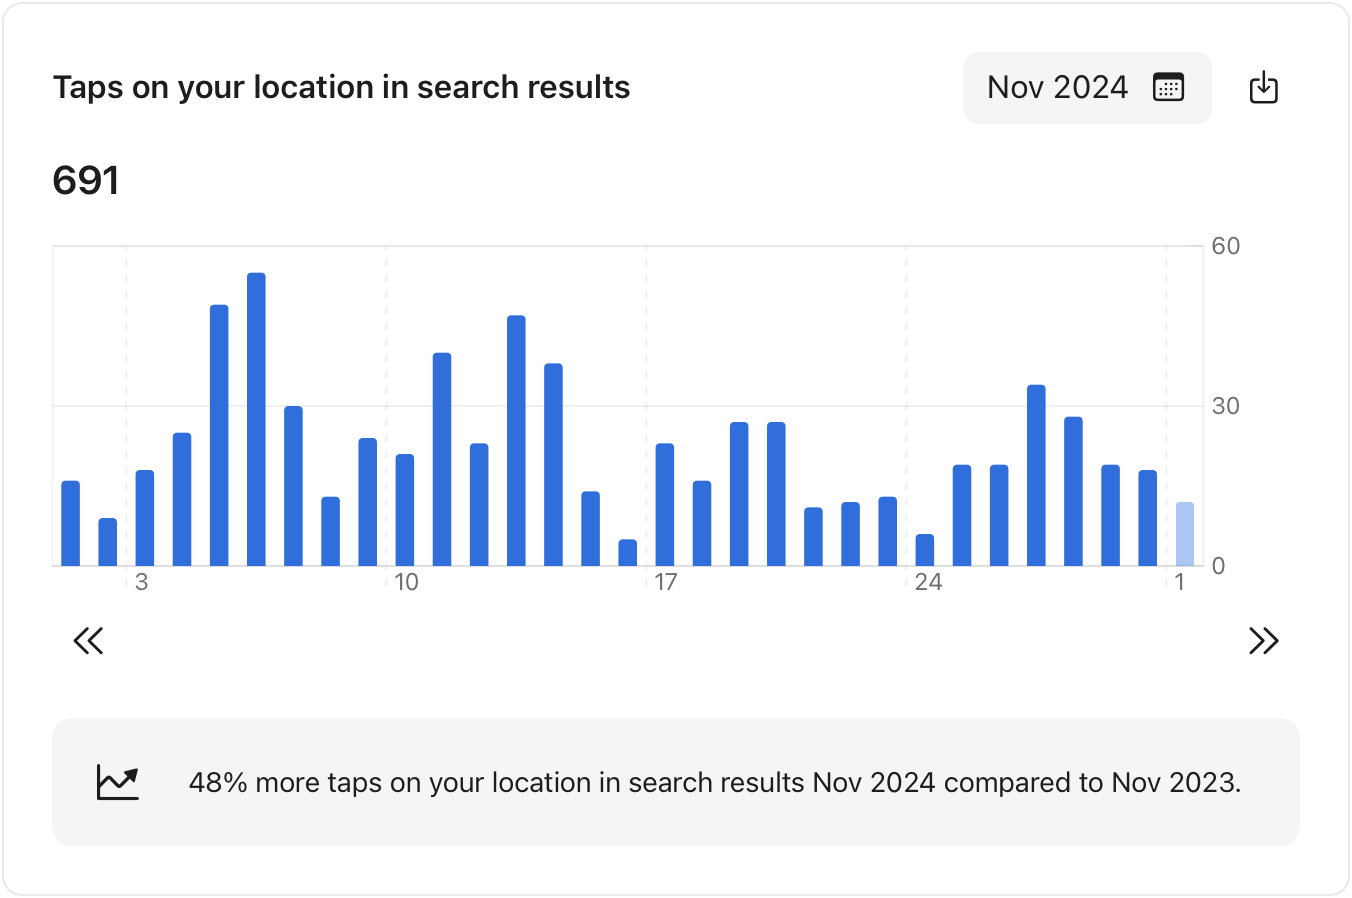 Taps on your location in search results
Nov 2024
691
60
30
0
3 10 17 24 1
48% more taps on your location in search results Nov 2024 compared to Nov 2023.